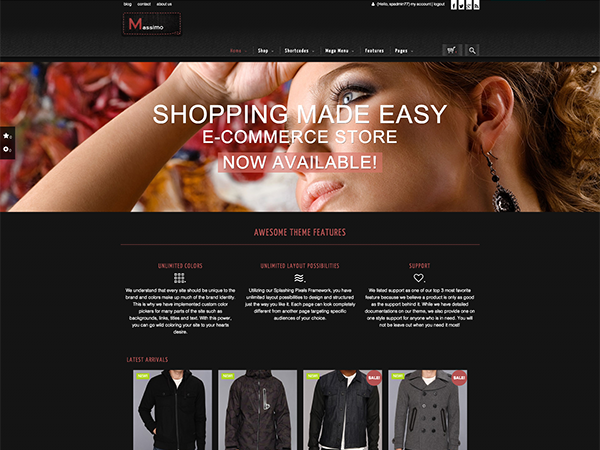 blog contact about us
(Hello, spadmin77) my account | logout
Massimo
Home Shop Shortcodes Mega Menu Features Pages
SHOPPING MADE EASY
E-COMMERCE STORE
NOW AVAILABLE!
AWESOME THEME FEATURES
UNLIMITED COLORS
We understand that every site should be unique to the
brand and colors make up much of the brand identity.
This is why we have implemented custom color
pickers for many parts of the site such as
backgrounds, links, titles and text. With this power,
you can go wild coloring your site to your hearts
desire.
UNLIMITED LAYOUT POSSIBILITIES
Utilizing our Splashing Pixels Framework, you have
unlimited layout possibilities to design and structured
just the way you like it. Each page can look completely
different from another page targeting specific
audiences of your choice.
SUPPORT
We listed support as one of our top 3 most favorite
feature because we believe a product is only as good
as the support behind it. While we have detailed
documentations on our theme, we also provide one on
one style support for anyone who is in need. You will
not be leave out when you need it most!
LATEST ARRIVALS
NEW!
NEW!
SALE!
NEW!
SALE!